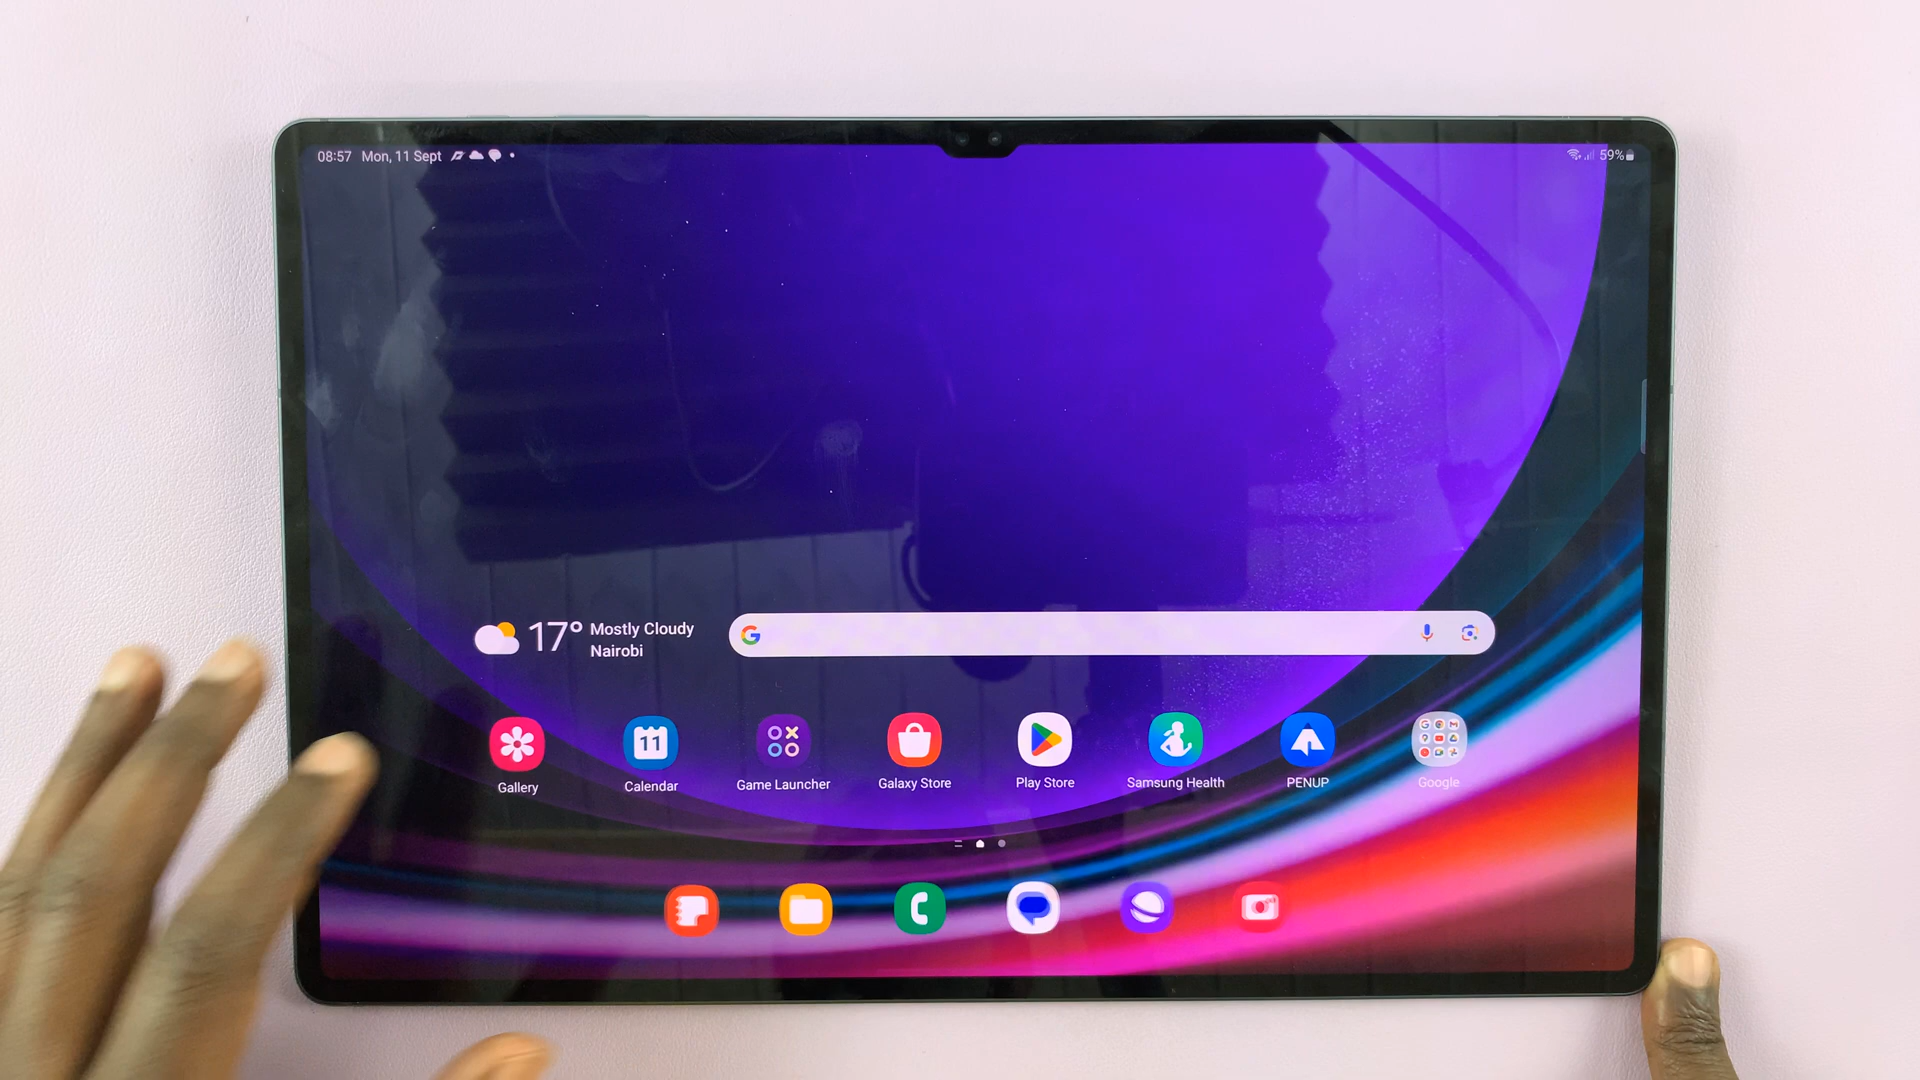 08:57 Mon, 11 Sept
59%
17° Mostly Cloudy
Nairobi
G
11
Gallery Calendar Game Launcher Galaxy Store Play Store Samsung Health PENUP Google